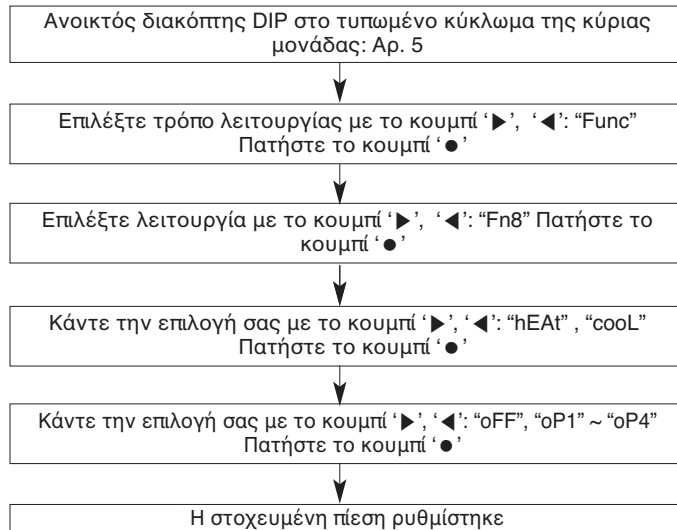 Ανοικτός διακόπτης DIP στο τυπωμένο κύκλωμα της κύριας
μονάδας: Αρ. 5
Επιλέξτε τρόπο λειτουργίας με το κουμπί ‘▶’, ‘◀’: “Func”
Πατήστε το κουμπί ‘●’
Επιλέξτε λειτουργία με το κουμπί ‘▶’, ‘◀’: “Fn8” Πατήστε το
κουμπί ‘●’
Κάντε την επιλογή σας με το κουμπί ‘▶’, ‘◀’: “hEAt” , “cooL”
Πατήστε το κουμπί ‘●’
Κάντε την επιλογή σας με το κουμπί ‘▶’, ‘◀’: “oFF”, “oP1” ~ “oP4”
Πατήστε το κουμπί ‘●’
Η στοχευμένη πίεση ρυθμίστηκε